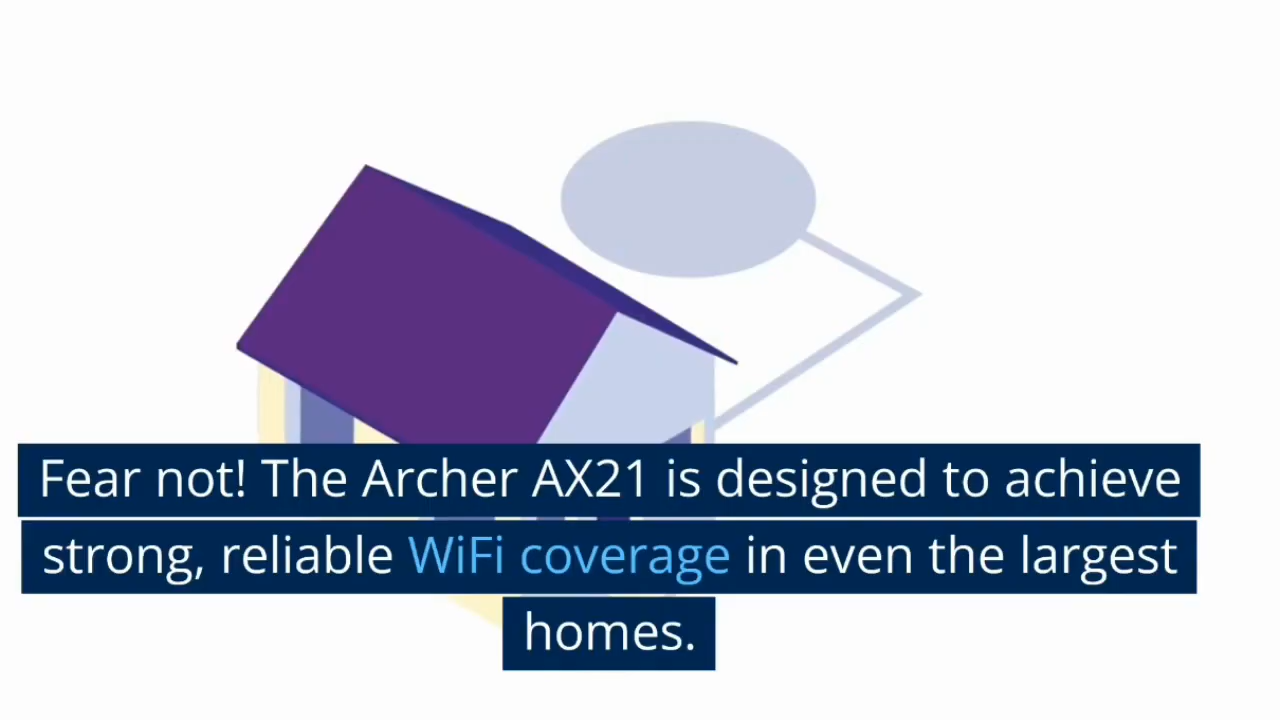 Fear not! The Archer AX21 is designed to achieve
strong, reliable WiFi coverage in even the largest
homes.